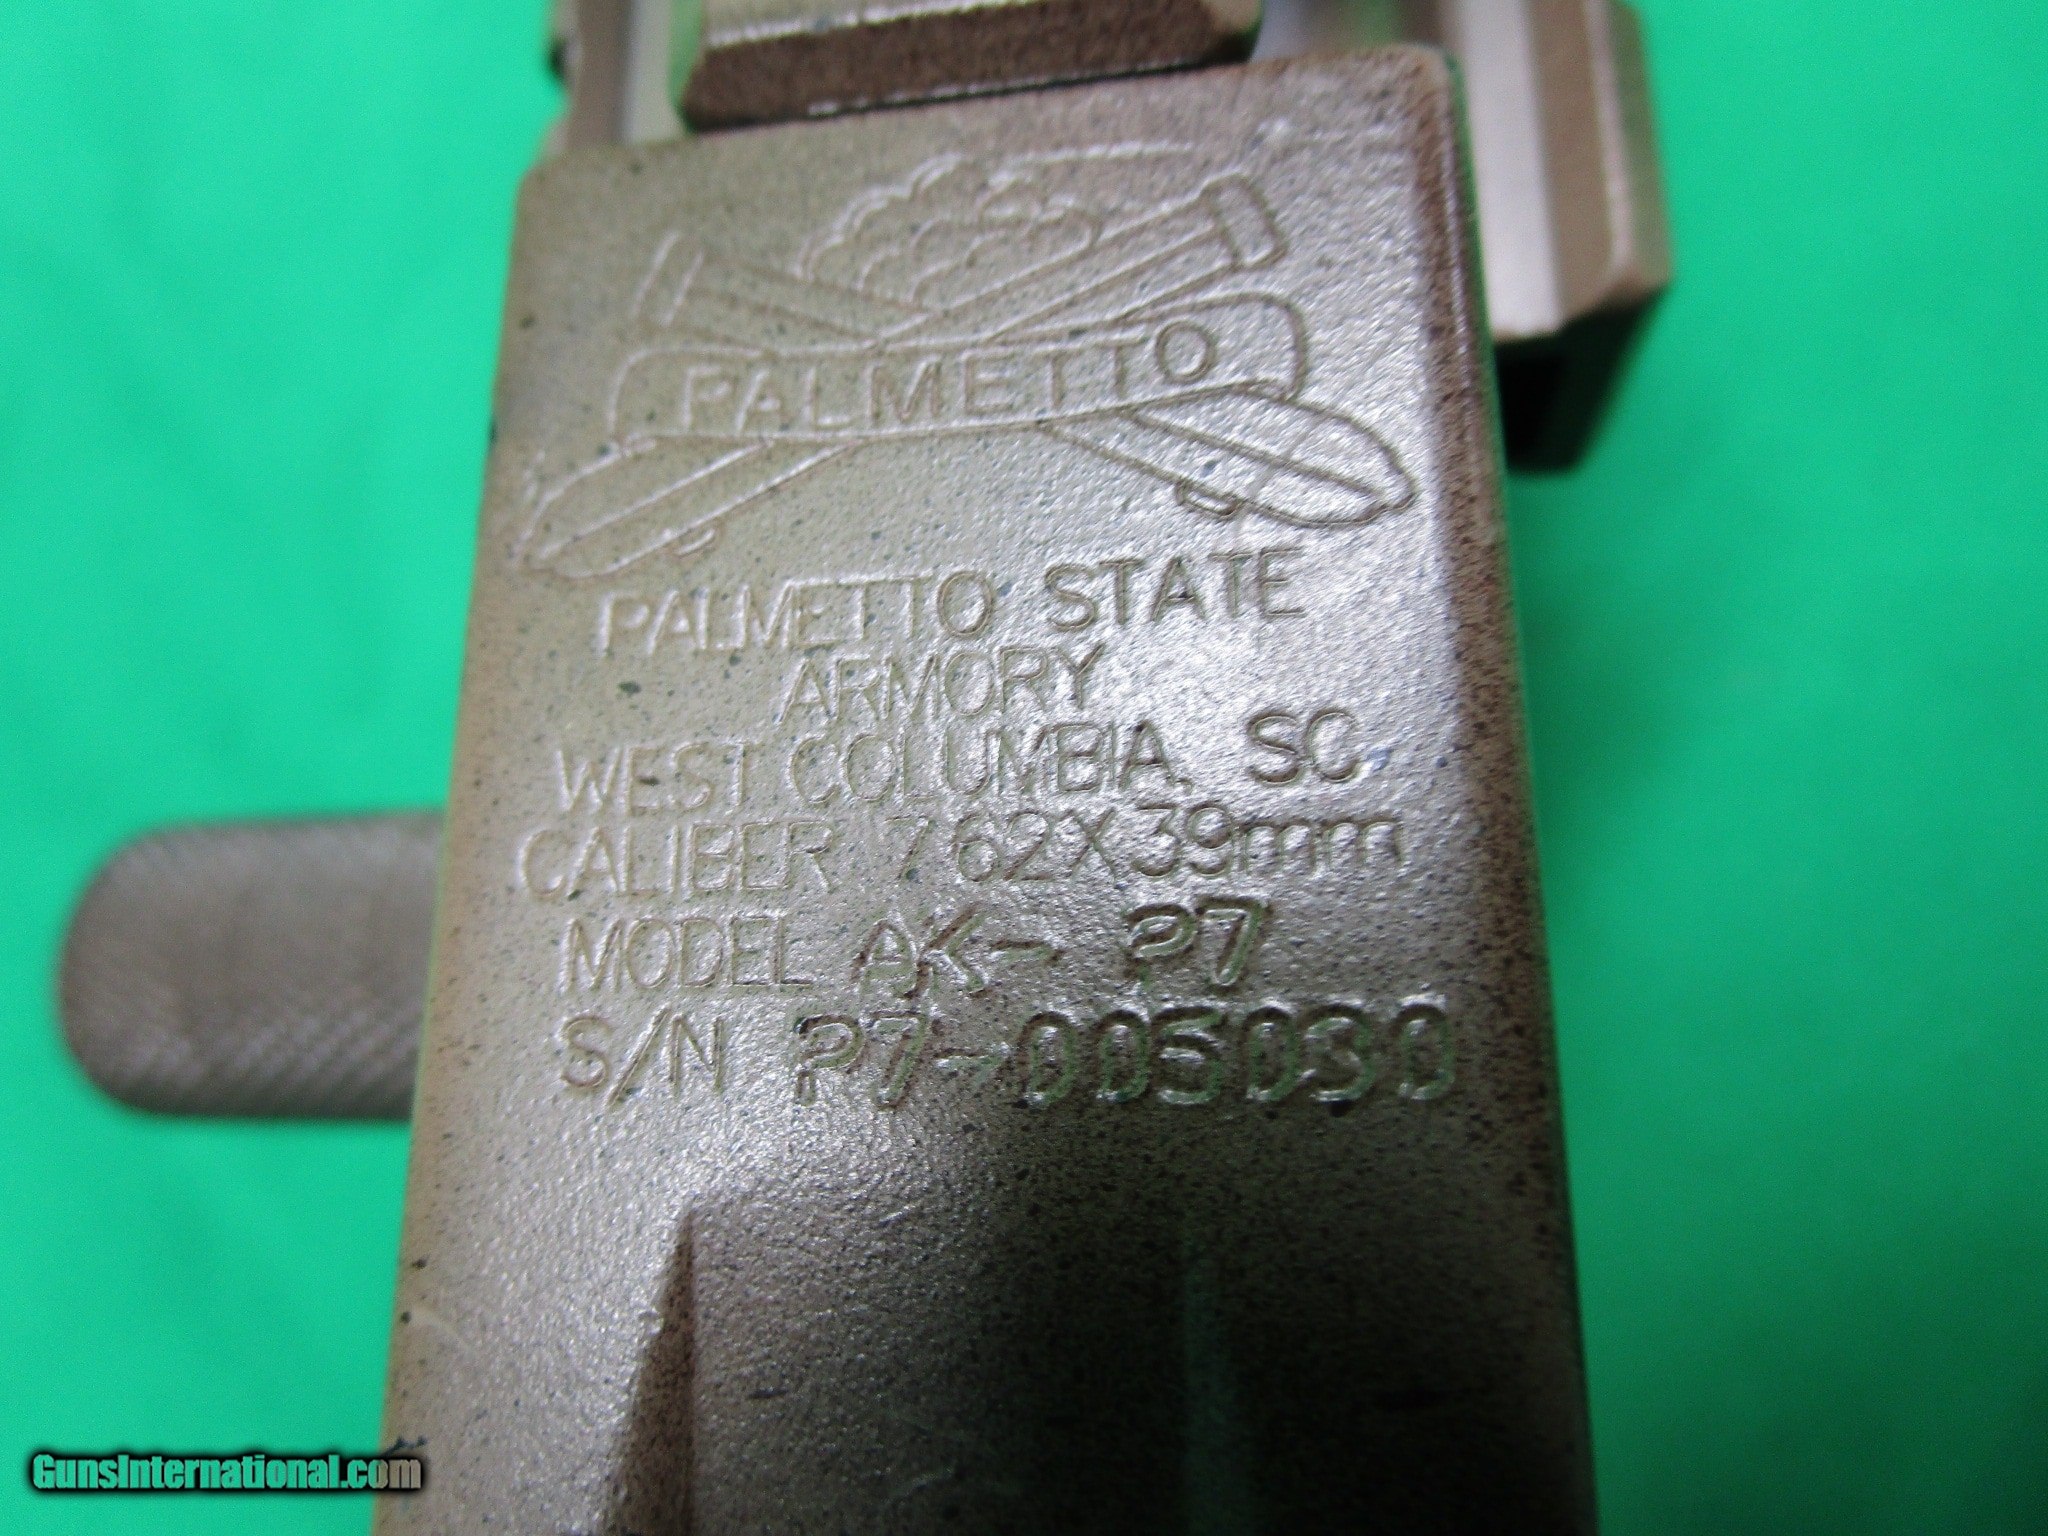 PALMETTO
PALMETTO STATE
ARMORY
WEST COLUMBIA, SC
CALIBER 7.62X39mm
MODEL AK- P7
S/N P7-005030
GunsInternational.com